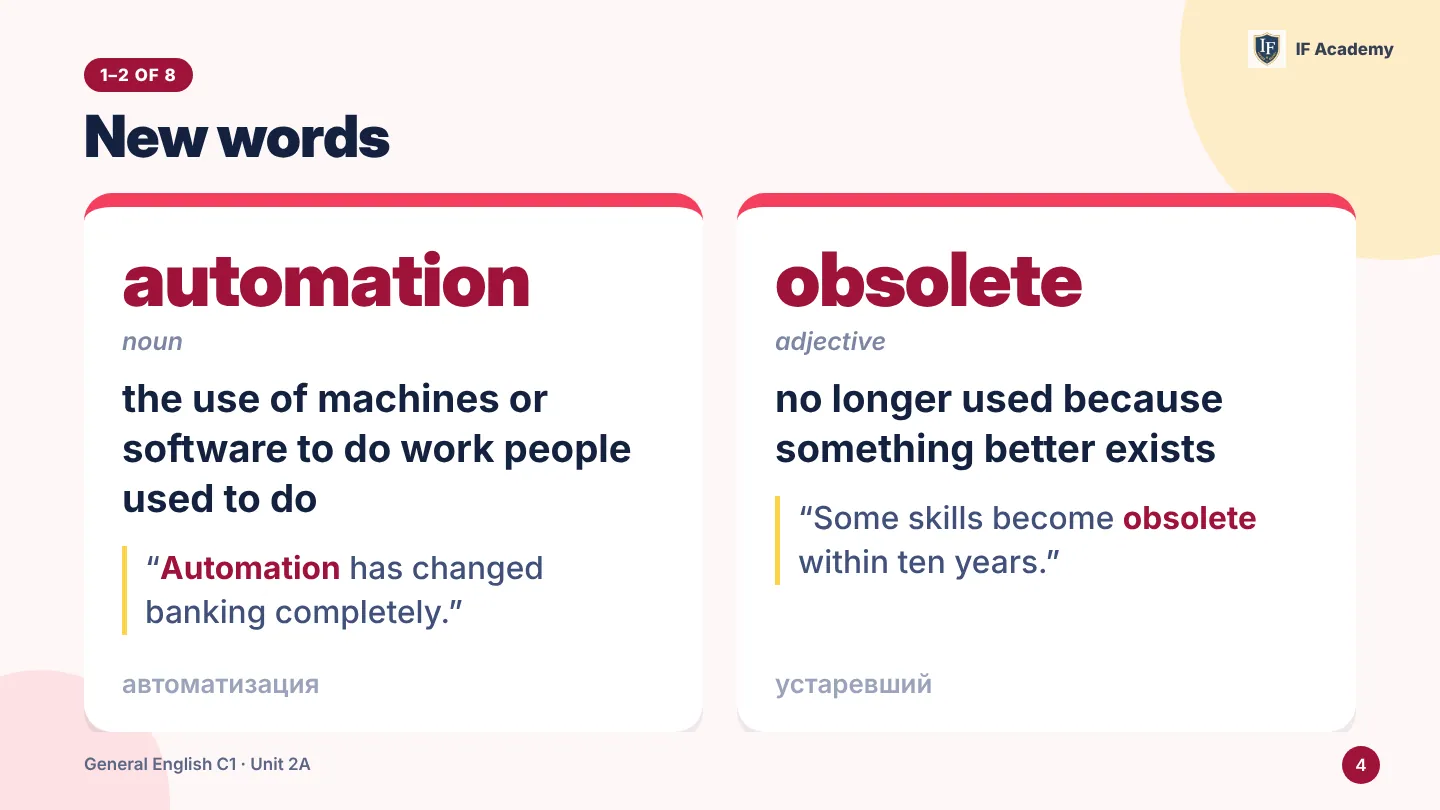 IF
IF Academy
1–2 OF 8
New words
automation
noun
the use of machines or
software to do work people
used to do
“Automation has changed
banking completely.”
автоматизация
obsolete
adjective
no longer used because
something better exists
“Some skills become obsolete
within ten years.”
устаревший
General English C1 · Unit 2A
4